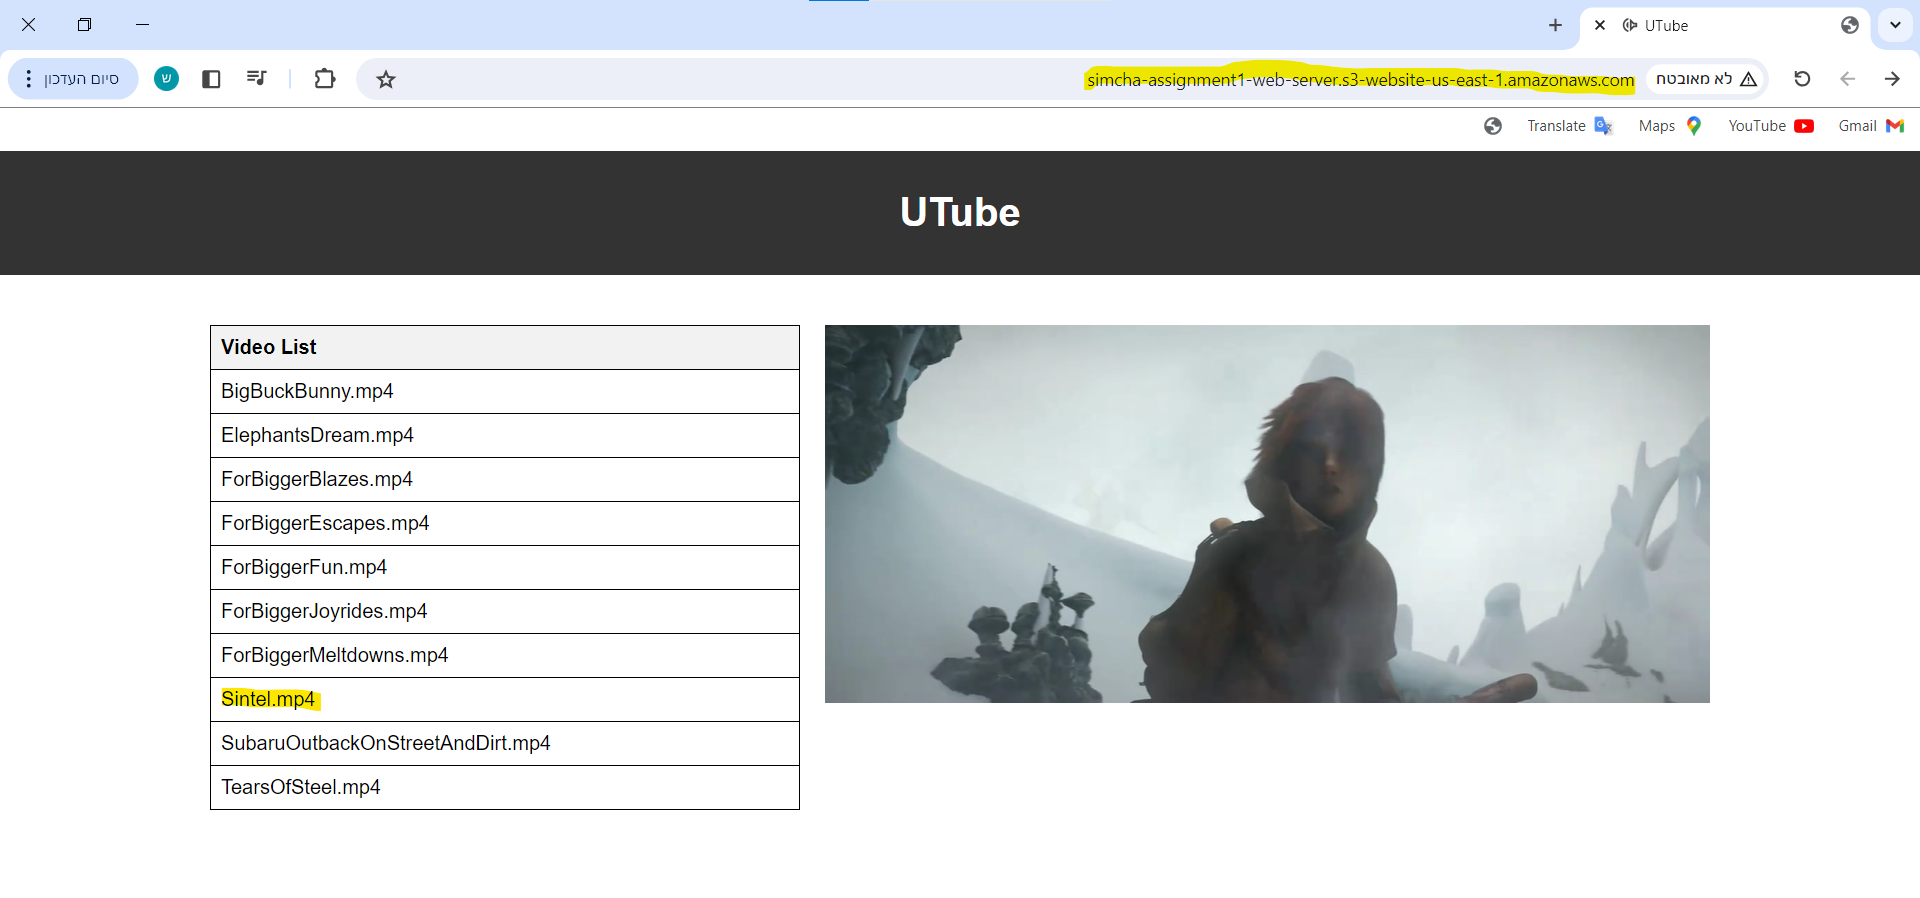 UTube
סיום העדכון
ש
simcha-assignment1-web-server.s3-website-us-east-1.amazonaws.com
לא מאובטח
Translate
Maps
YouTube
Gmail
UTube
Video List
BigBuckBunny.mp4
ElephantsDream.mp4
ForBiggerBlazes.mp4
ForBiggerEscapes.mp4
ForBiggerFun.mp4
ForBiggerJoyrides.mp4
ForBiggerMeltdowns.mp4
Sintel.mp4
SubaruOutbackOnStreetAndDirt.mp4
TearsOfSteel.mp4